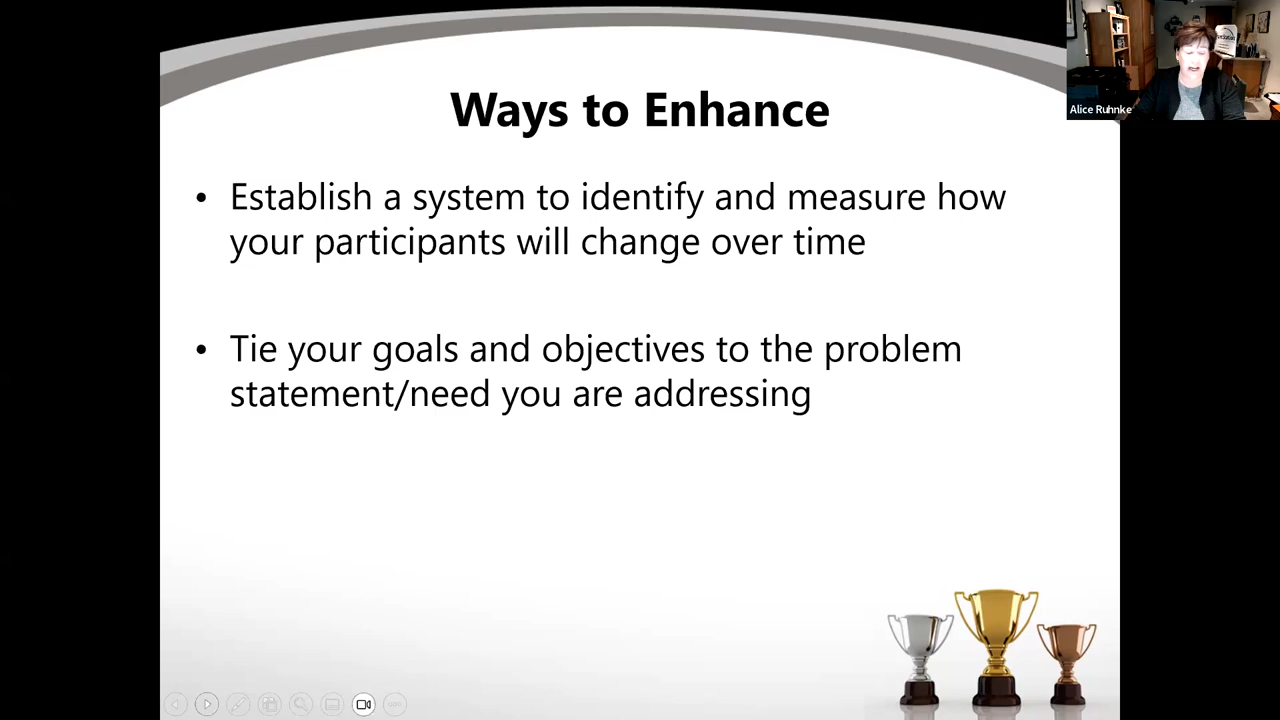 Ways to Enhance
Alice Ruhnke
• Establish a system to identify and measure how
your participants will change over time
• Tie your goals and objectives to the problem
statement/need you are addressing